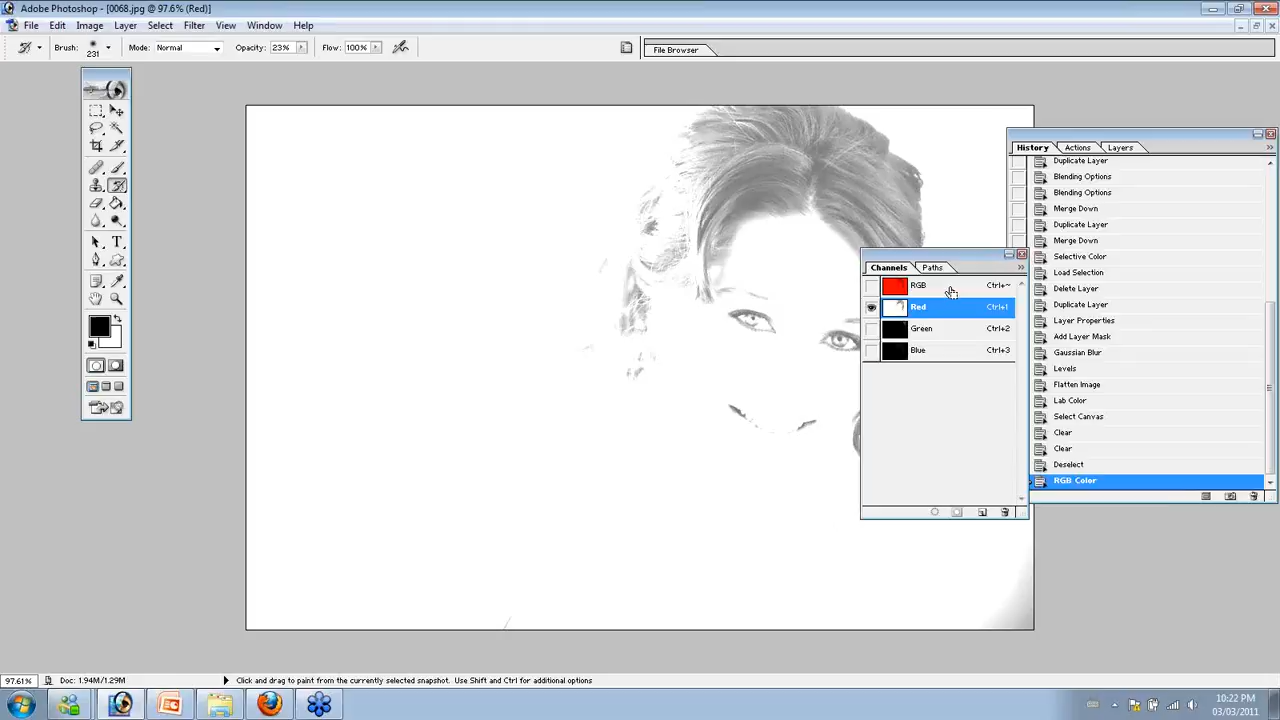 Adobe Photoshop - [0068.jpg @ 97.6% (Red)]
File Edit Image Layer Select Filter View Window Help
Brush: 231 Mode: Normal Opacity: 23% Flow: 100% File Browser
History Actions Layers
Duplicate Layer
Blending Options
Blending Options
Merge Down
Duplicate Layer
Merge Down
Selective Color
Load Selection
Delete Layer
Duplicate Layer
Layer Properties
Add Layer Mask
Gaussian Blur
Levels
Flatten Image
Lab Color
Select Canvas
Clear
Clear
Deselect
RGB Color
Channels Paths
RGB Ctrl+~
Red Ctrl+1
Green Ctrl+2
Blue Ctrl+3
97.61% Doc: 1.94M/1.29M Click and drag to paint from the currently selected snapshot. Use Shift and Ctrl for additional options
10:22 PM
03/03/2011